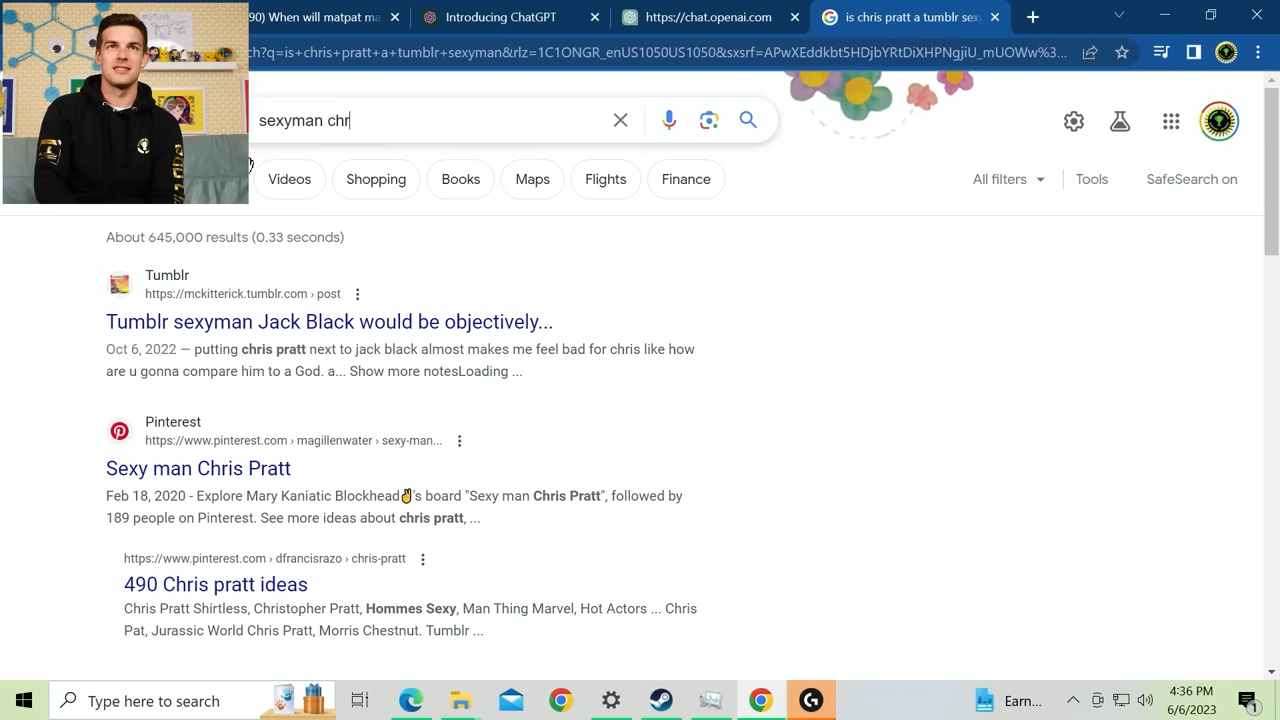 90) When will matpat ma
ntroducing ChatGPT
https://chat.openai.com
is chris pratt a tumblr sex
ch?q=is+chris+pratt+a+tumblr+sexyman&rlz=1C1ONGR_enUS1050US1050&sxsrf=APwXEddkbt5HDjbYRtDiXHPNgjiU_mUOWw%3...
sexyman chr
Videos
Shopping
Books
Maps
Flights
Finance
All filters
Tools
SafeSearch on
About 645,000 results (0.33 seconds)
Tumblr
https://mckitterick.tumblr.com › post
Tumblr sexyman Jack Black would be objectively...
Oct 6, 2022 — putting chris pratt next to jack black almost makes me feel bad for chris like how
are u gonna compare him to a God. a... Show more notesLoading ...
Pinterest
https://www.pinterest.com › magillenwater › sexy-man...
Sexy man Chris Pratt
Feb 18, 2020 - Explore Mary Kaniatic Blockhead✌'s board "Sexy man Chris Pratt", followed by
189 people on Pinterest. See more ideas about chris pratt, ...
https://www.pinterest.com › dfrancisrazo › chris-pratt
490 Chris pratt ideas
Chris Pratt Shirtless, Christopher Pratt, Hommes Sexy, Man Thing Marvel, Hot Actors ... Chris
Pat, Jurassic World Chris Pratt, Morris Chestnut. Tumblr ...
Type here to search
Earn...
4:36 PM
6/6/2023
1